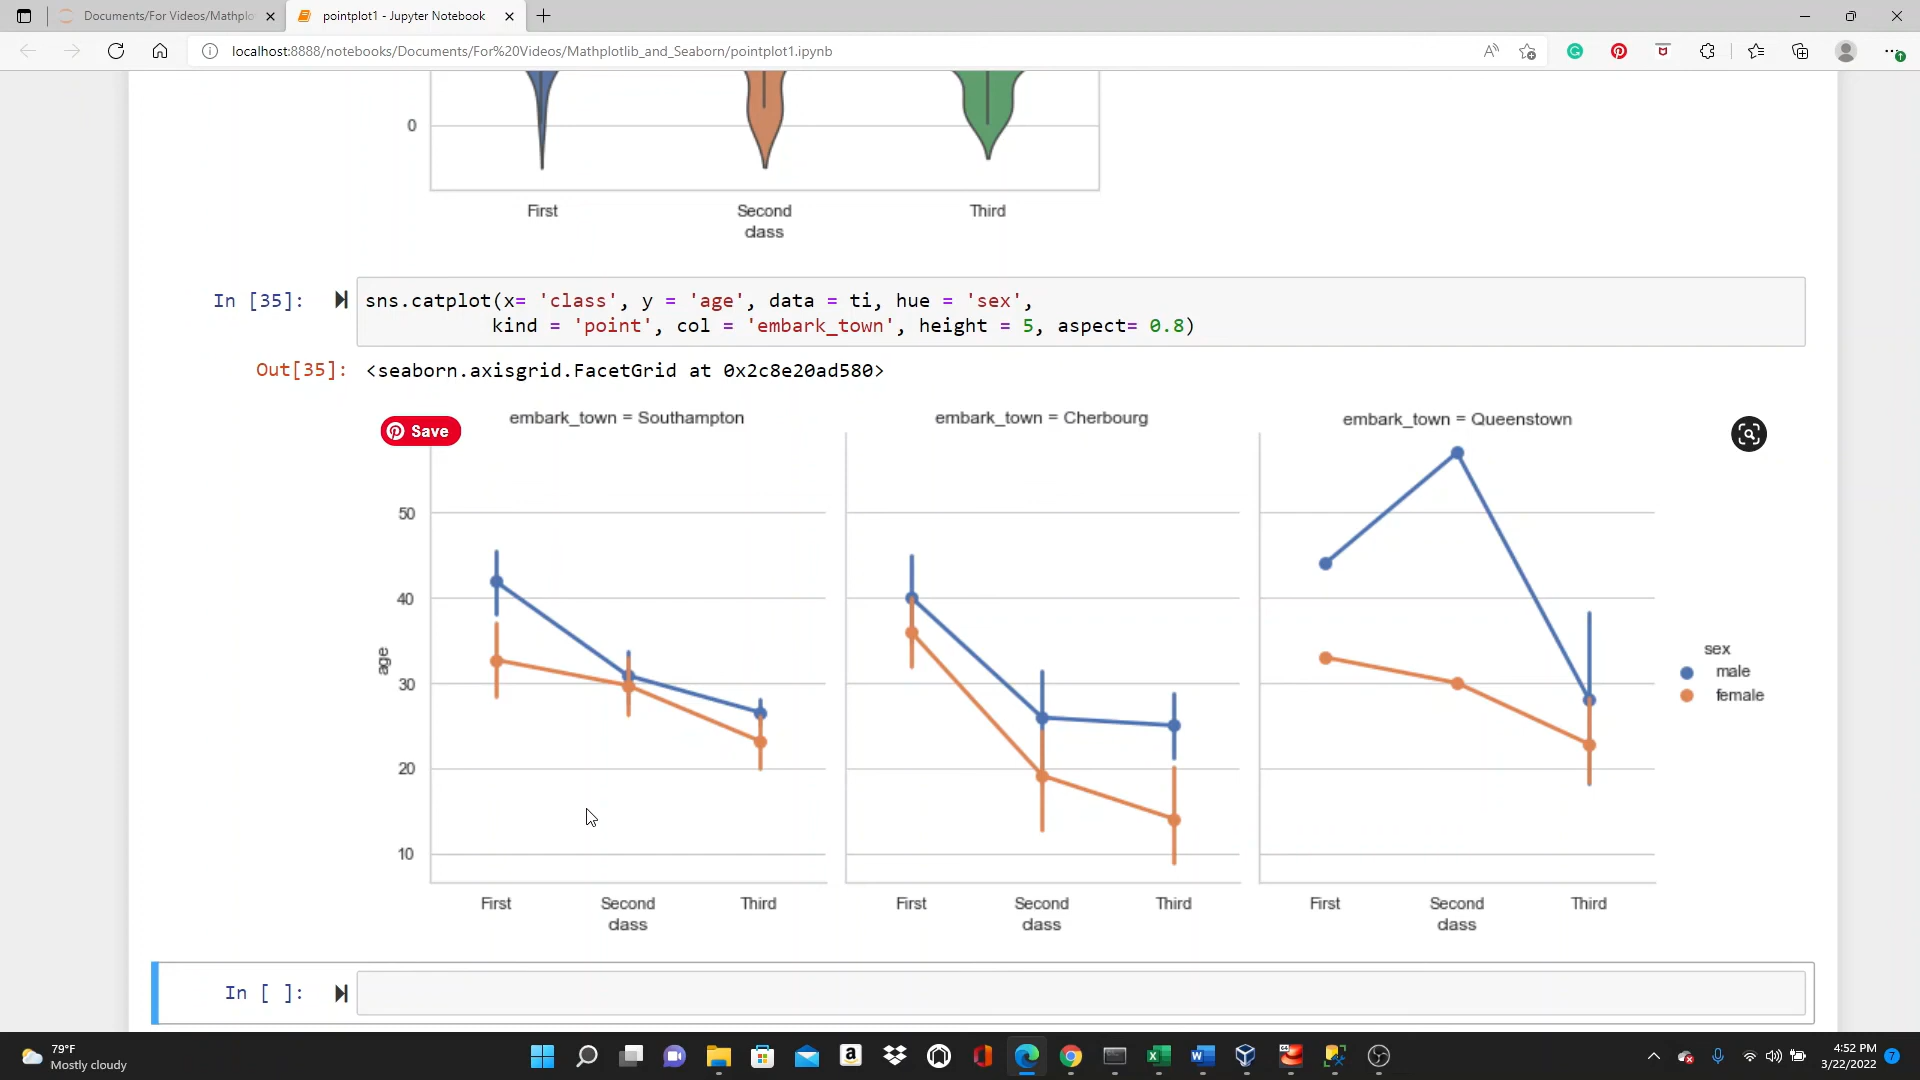 Documents/For Videos/Mathplo
pointplot1 - Jupyter Notebook
localhost:8888/notebooks/Documents/For%20Videos/Mathplotlib_and_Seaborn/pointplot1.ipynb
0
First Second Third
class
In [35]: sns.catplot(x= 'class', y = 'age', data = ti, hue = 'sex',
kind = 'point', col = 'embark_town', height = 5, aspect= 0.8)
Out[35]: <seaborn.axisgrid.FacetGrid at 0x2c8e20ad580>
Save
embark_town = Southampton
embark_town = Cherbourg
embark_town = Queenstown
50
40
30
20
10
age
sex
male
female
First Second Third
class
First Second Third
class
First Second Third
class
In [ ]:
79°F
Mostly cloudy
4:52 PM
3/22/2022
7